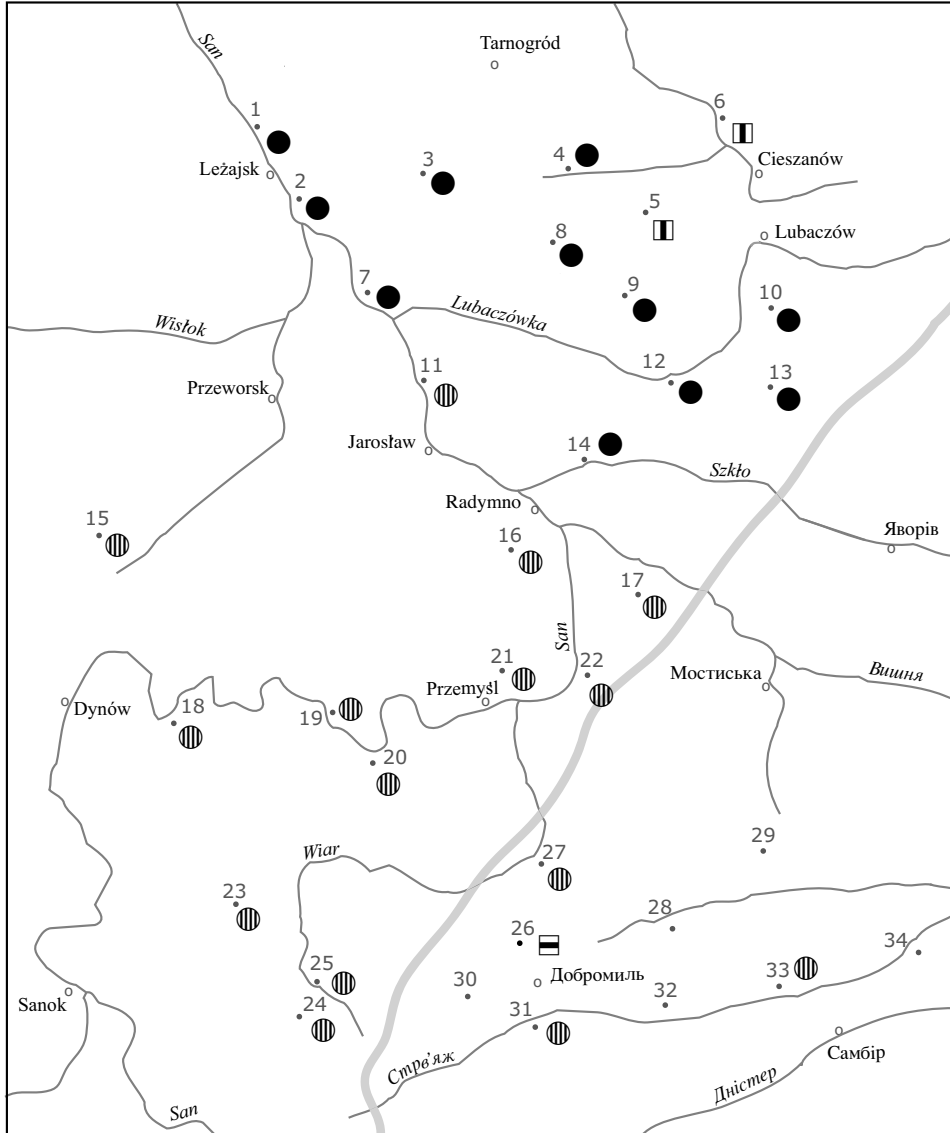 San
Tarnogród
1
6
3
4
Leżajsk
Cieszanów
2
5
8
Lubaczów
7
9
10
Wisłok
Lubaczówka
11
12
13
Przeworsk
Jarosław
14
Szkło
Radymno
15
16
Яворів
17
San
21
22
Przemyśl
Мостиська
Вишня
Dynów
18
19
20
29
Wiar
27
23
28
26
34
25
30
Добромиль
33
Sanok
24
31
32
Самбір
Стрв’яж
Дністер
San